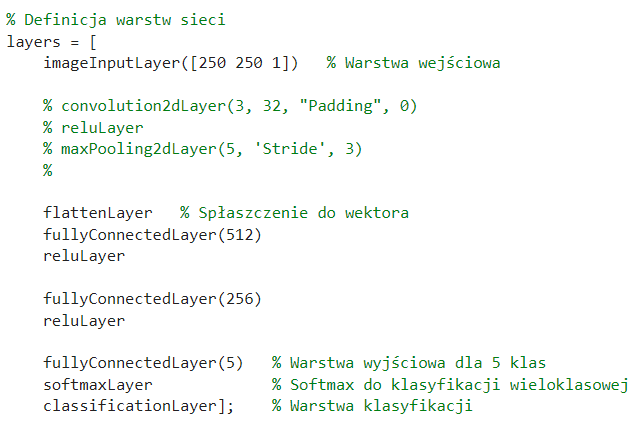 % Definicja warstw sieci
layers = [
    imageInputLayer([250 250 1])   % Warstwa wejściowa

    % convolution2dLayer(3, 32, "Padding", 0)
    % reluLayer
    % maxPooling2dLayer(5, 'Stride', 3)
    %

    flattenLayer   % Spłaszczenie do wektora
    fullyConnectedLayer(512)
    reluLayer

    fullyConnectedLayer(256)
    reluLayer

    fullyConnectedLayer(5)   % Warstwa wyjściowa dla 5 klas
    softmaxLayer             % Softmax do klasyfikacji wieloklasowej
    classificationLayer];    % Warstwa klasyfikacji